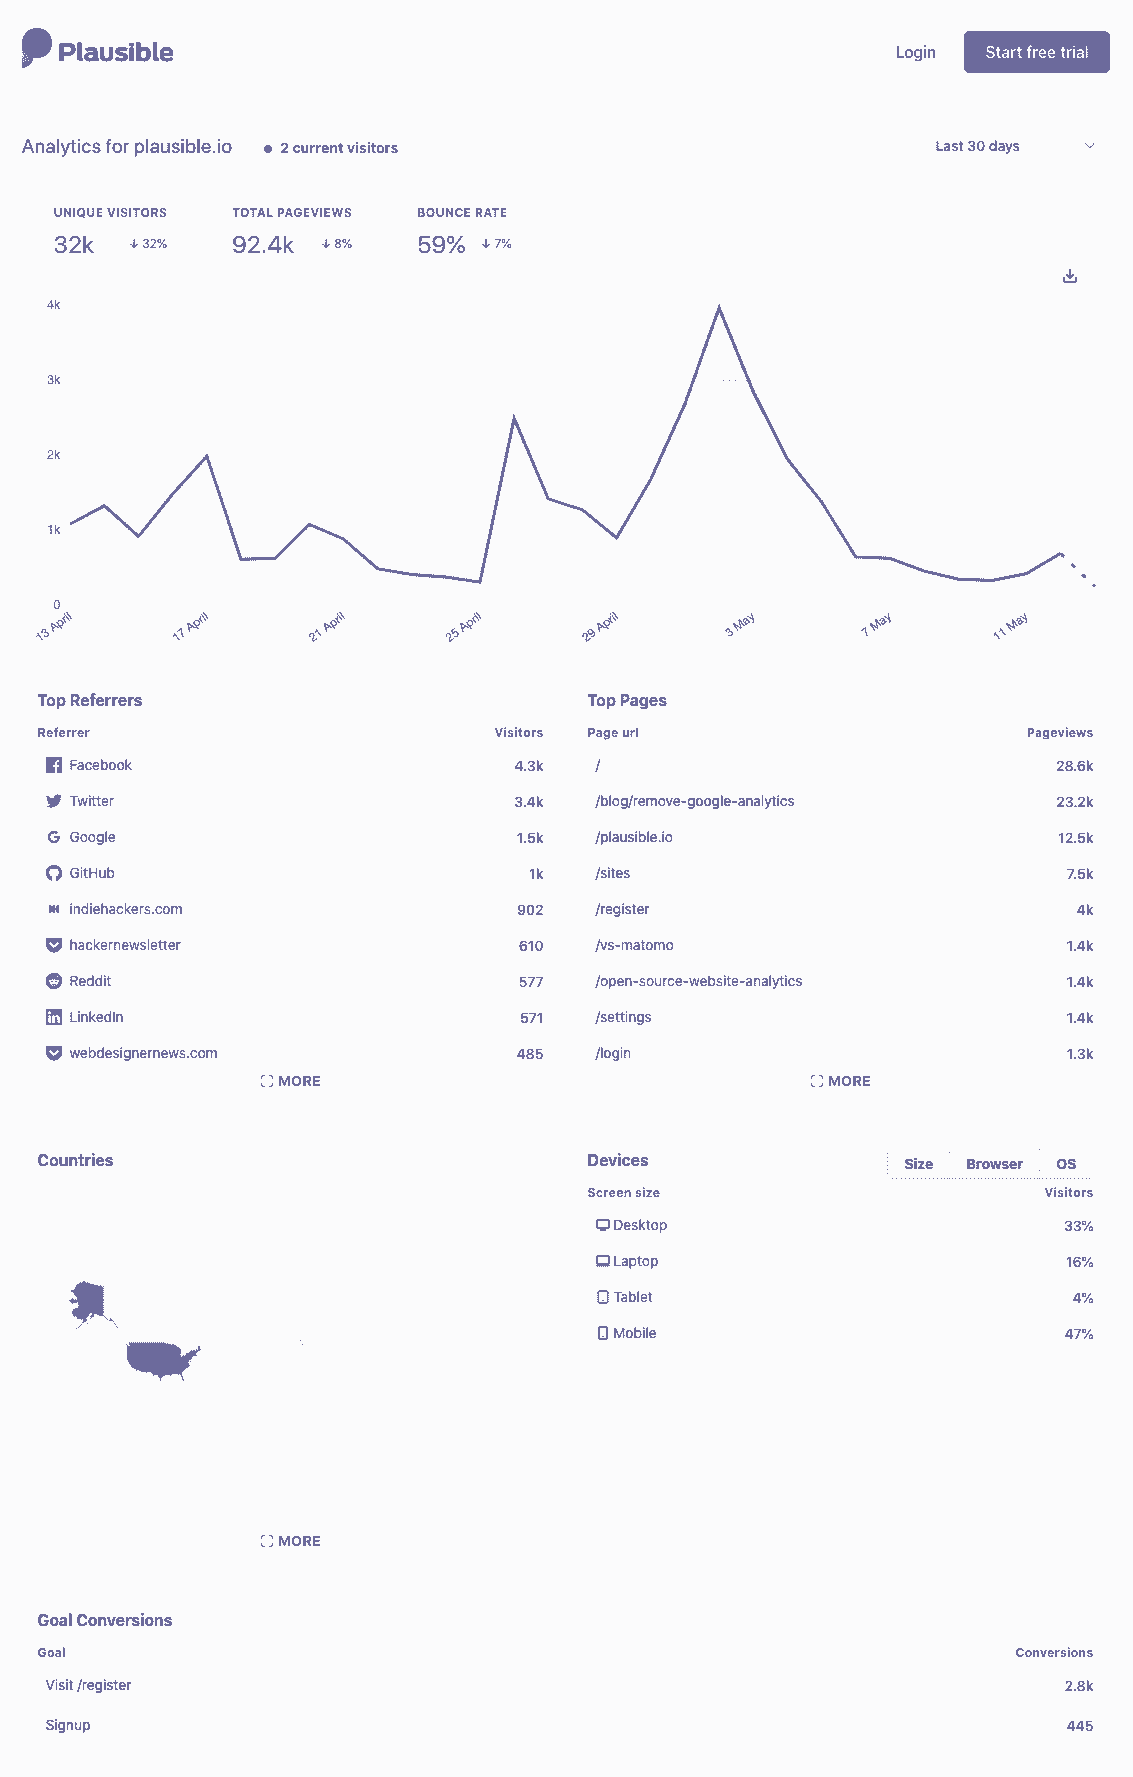 Plausible
Login
Start free trial
Analytics for plausible.io
2 current visitors
Last 30 days
UNIQUE VISITORS
32k ↓ 32%
TOTAL PAGEVIEWS
92.4k ↓ 8%
BOUNCE RATE
59% ↓ 7%
4k
3k
2k
1k
0
13 April
17 April
21 April
25 April
29 April
3 May
7 May
11 May
Top Referrers
Referrer Visitors
Facebook 4.3k
Twitter 3.4k
Google 1.5k
GitHub 1k
indiehackers.com 902
hackernewsletter 610
Reddit 577
LinkedIn 571
webdesignernews.com 485
MORE
Top Pages
Page url Pageviews
/ 28.6k
/blog/remove-google-analytics 23.2k
/plausible.io 12.5k
/sites 7.5k
/register 4k
/vs-matomo 1.4k
/open-source-website-analytics 1.4k
/settings 1.4k
/login 1.3k
MORE
Countries
MORE
Devices
Size Browser OS
Screen size Visitors
Desktop 33%
Laptop 16%
Tablet 4%
Mobile 47%
Goal Conversions
Goal Conversions
Visit /register 2.8k
Signup 445